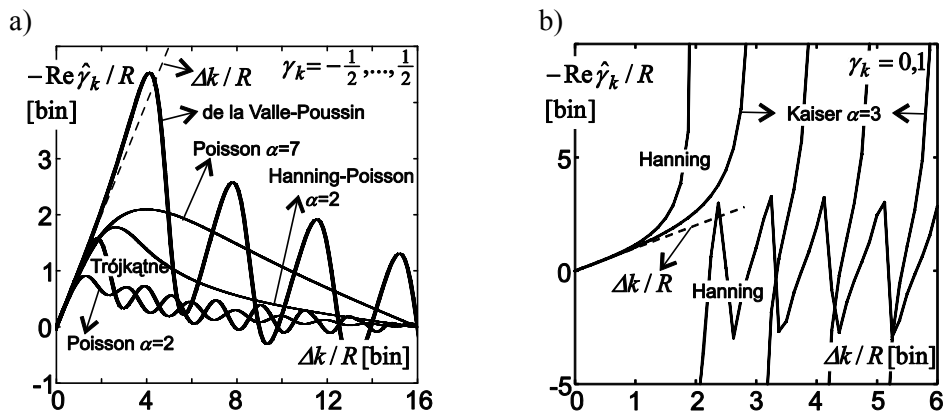 a)
−Re γ̂ₖ / R
[bin]
γₖ = −1/2,...,1/2
Δk / R
de la Valle-Poussin
Poisson α=7
Hanning-Poisson
α=2
Trójkątne
Poisson α=2
Δk / R [bin]
3
2
1
0
-1
0 4 8 12 16
b)
−Re γ̂ₖ / R
[bin]
γₖ = 0,1
Kaiser α=3
Hanning
Δk / R
Hanning
Δk / R [bin]
5
0
-5
0 1 2 3 4 5 6